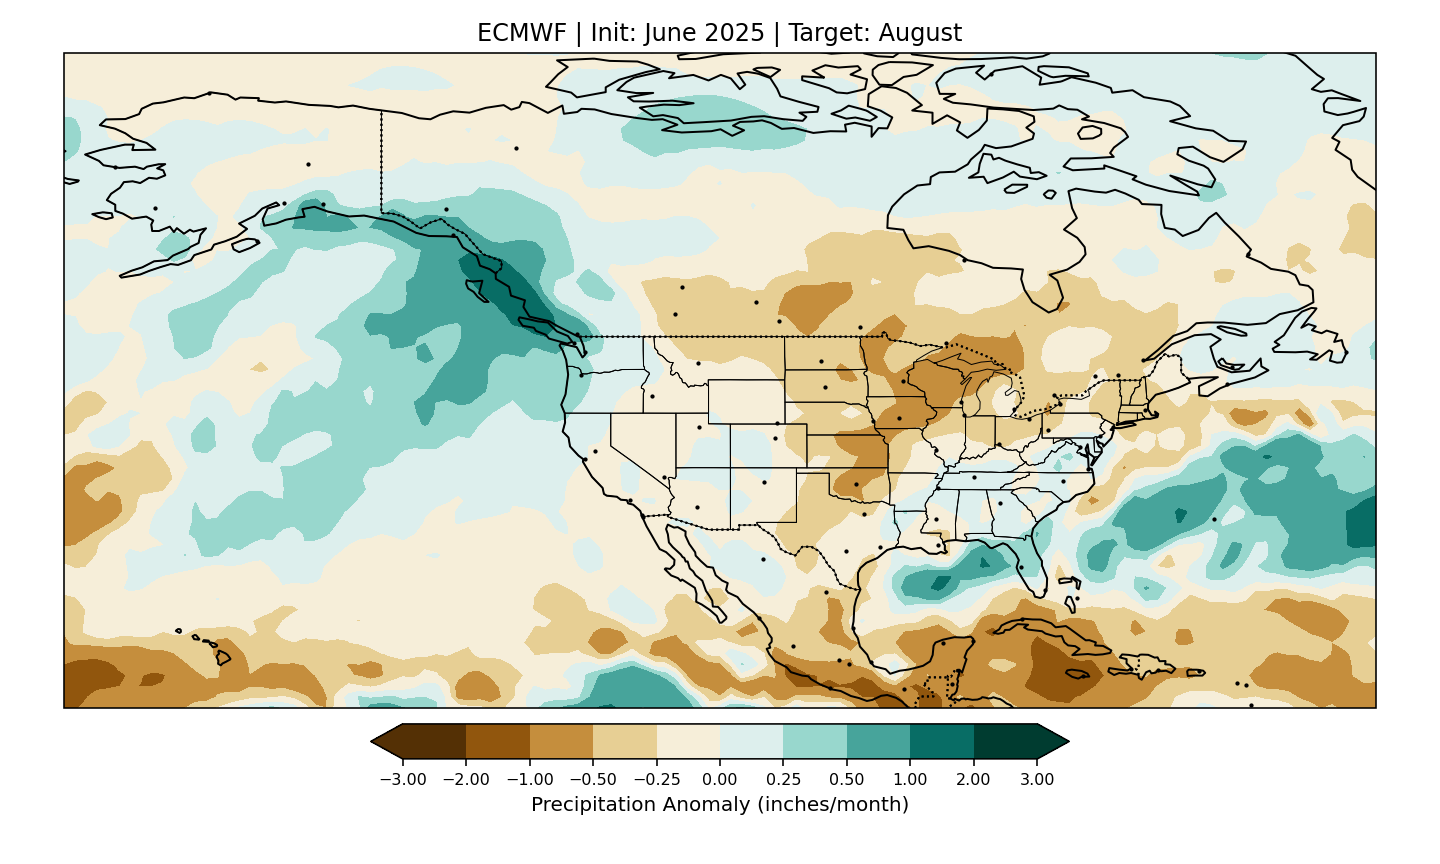 ECMWF | Init: June 2025 | Target: August
−3.00 −2.00 −1.00 −0.50 −0.25 0.00 0.25 0.50 1.00 2.00 3.00
Precipitation Anomaly (inches/month)